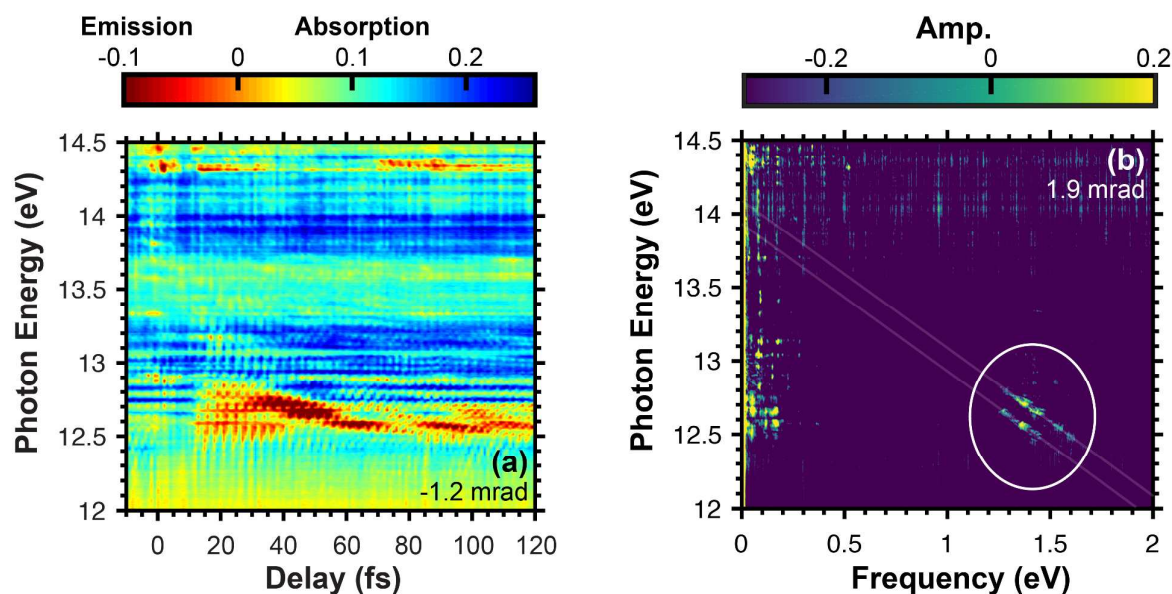 Emission Absorption
-0.1 0 0.1 0.2
14.5
14
13.5
13
12.5
12
Photon Energy (eV)
(a)
-1.2 mrad
0 20 40 60 80 100 120
Delay (fs)
Amp.
-0.2 0 0.2
14.5
14
13
12.5
12
Photon Energy (eV)
(b)
1.9 mrad
0 0.5 1 1.5 2
Frequency (eV)